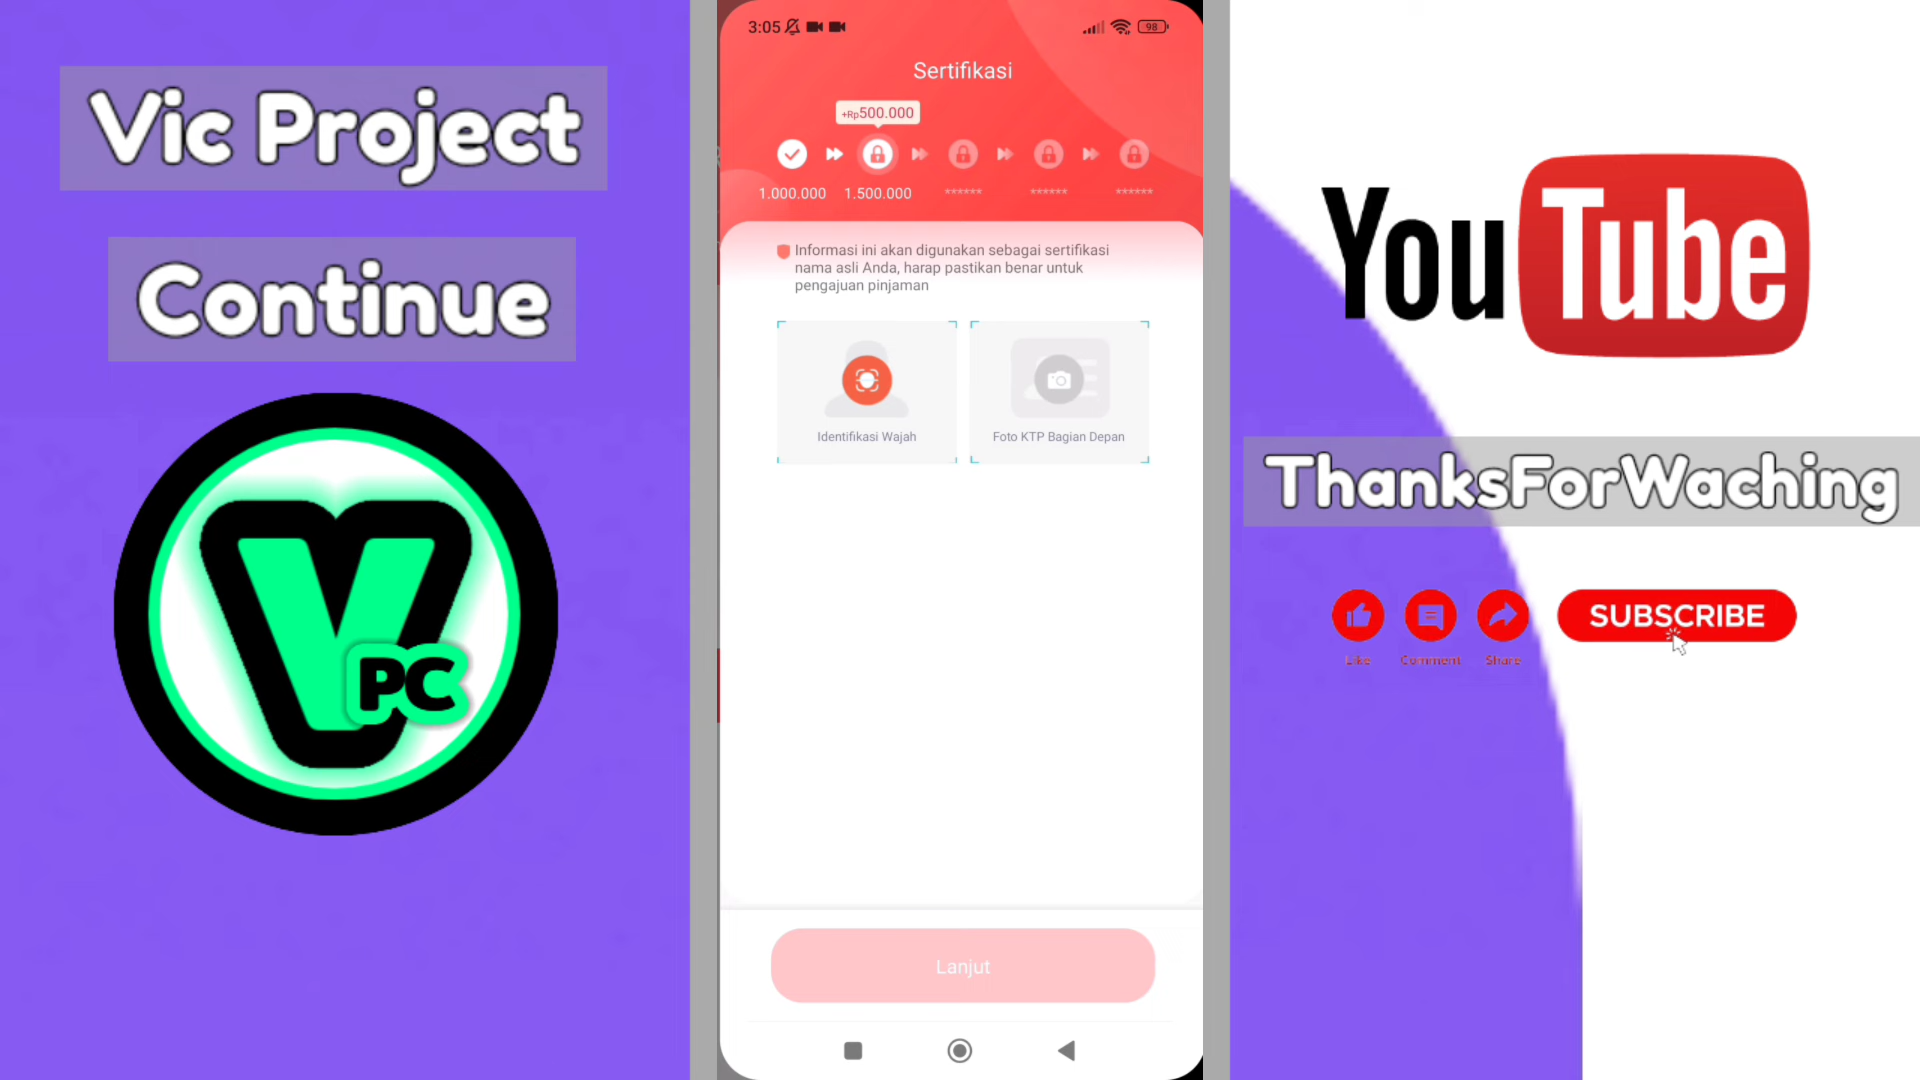 Vic Project
Continue
V
PC
3:05
98
Sertifikasi
+Rp500.000
1.000.000 1.500.000 ****** ****** ******
Informasi ini akan digunakan sebagai sertifikasi
nama asli Anda, harap pastikan benar untuk
pengajuan pinjaman
Identifikasi Wajah
Foto KTP Bagian Depan
Lanjut
YouTube
ThanksForWaching
Like Comment Share
SUBSCRIBE